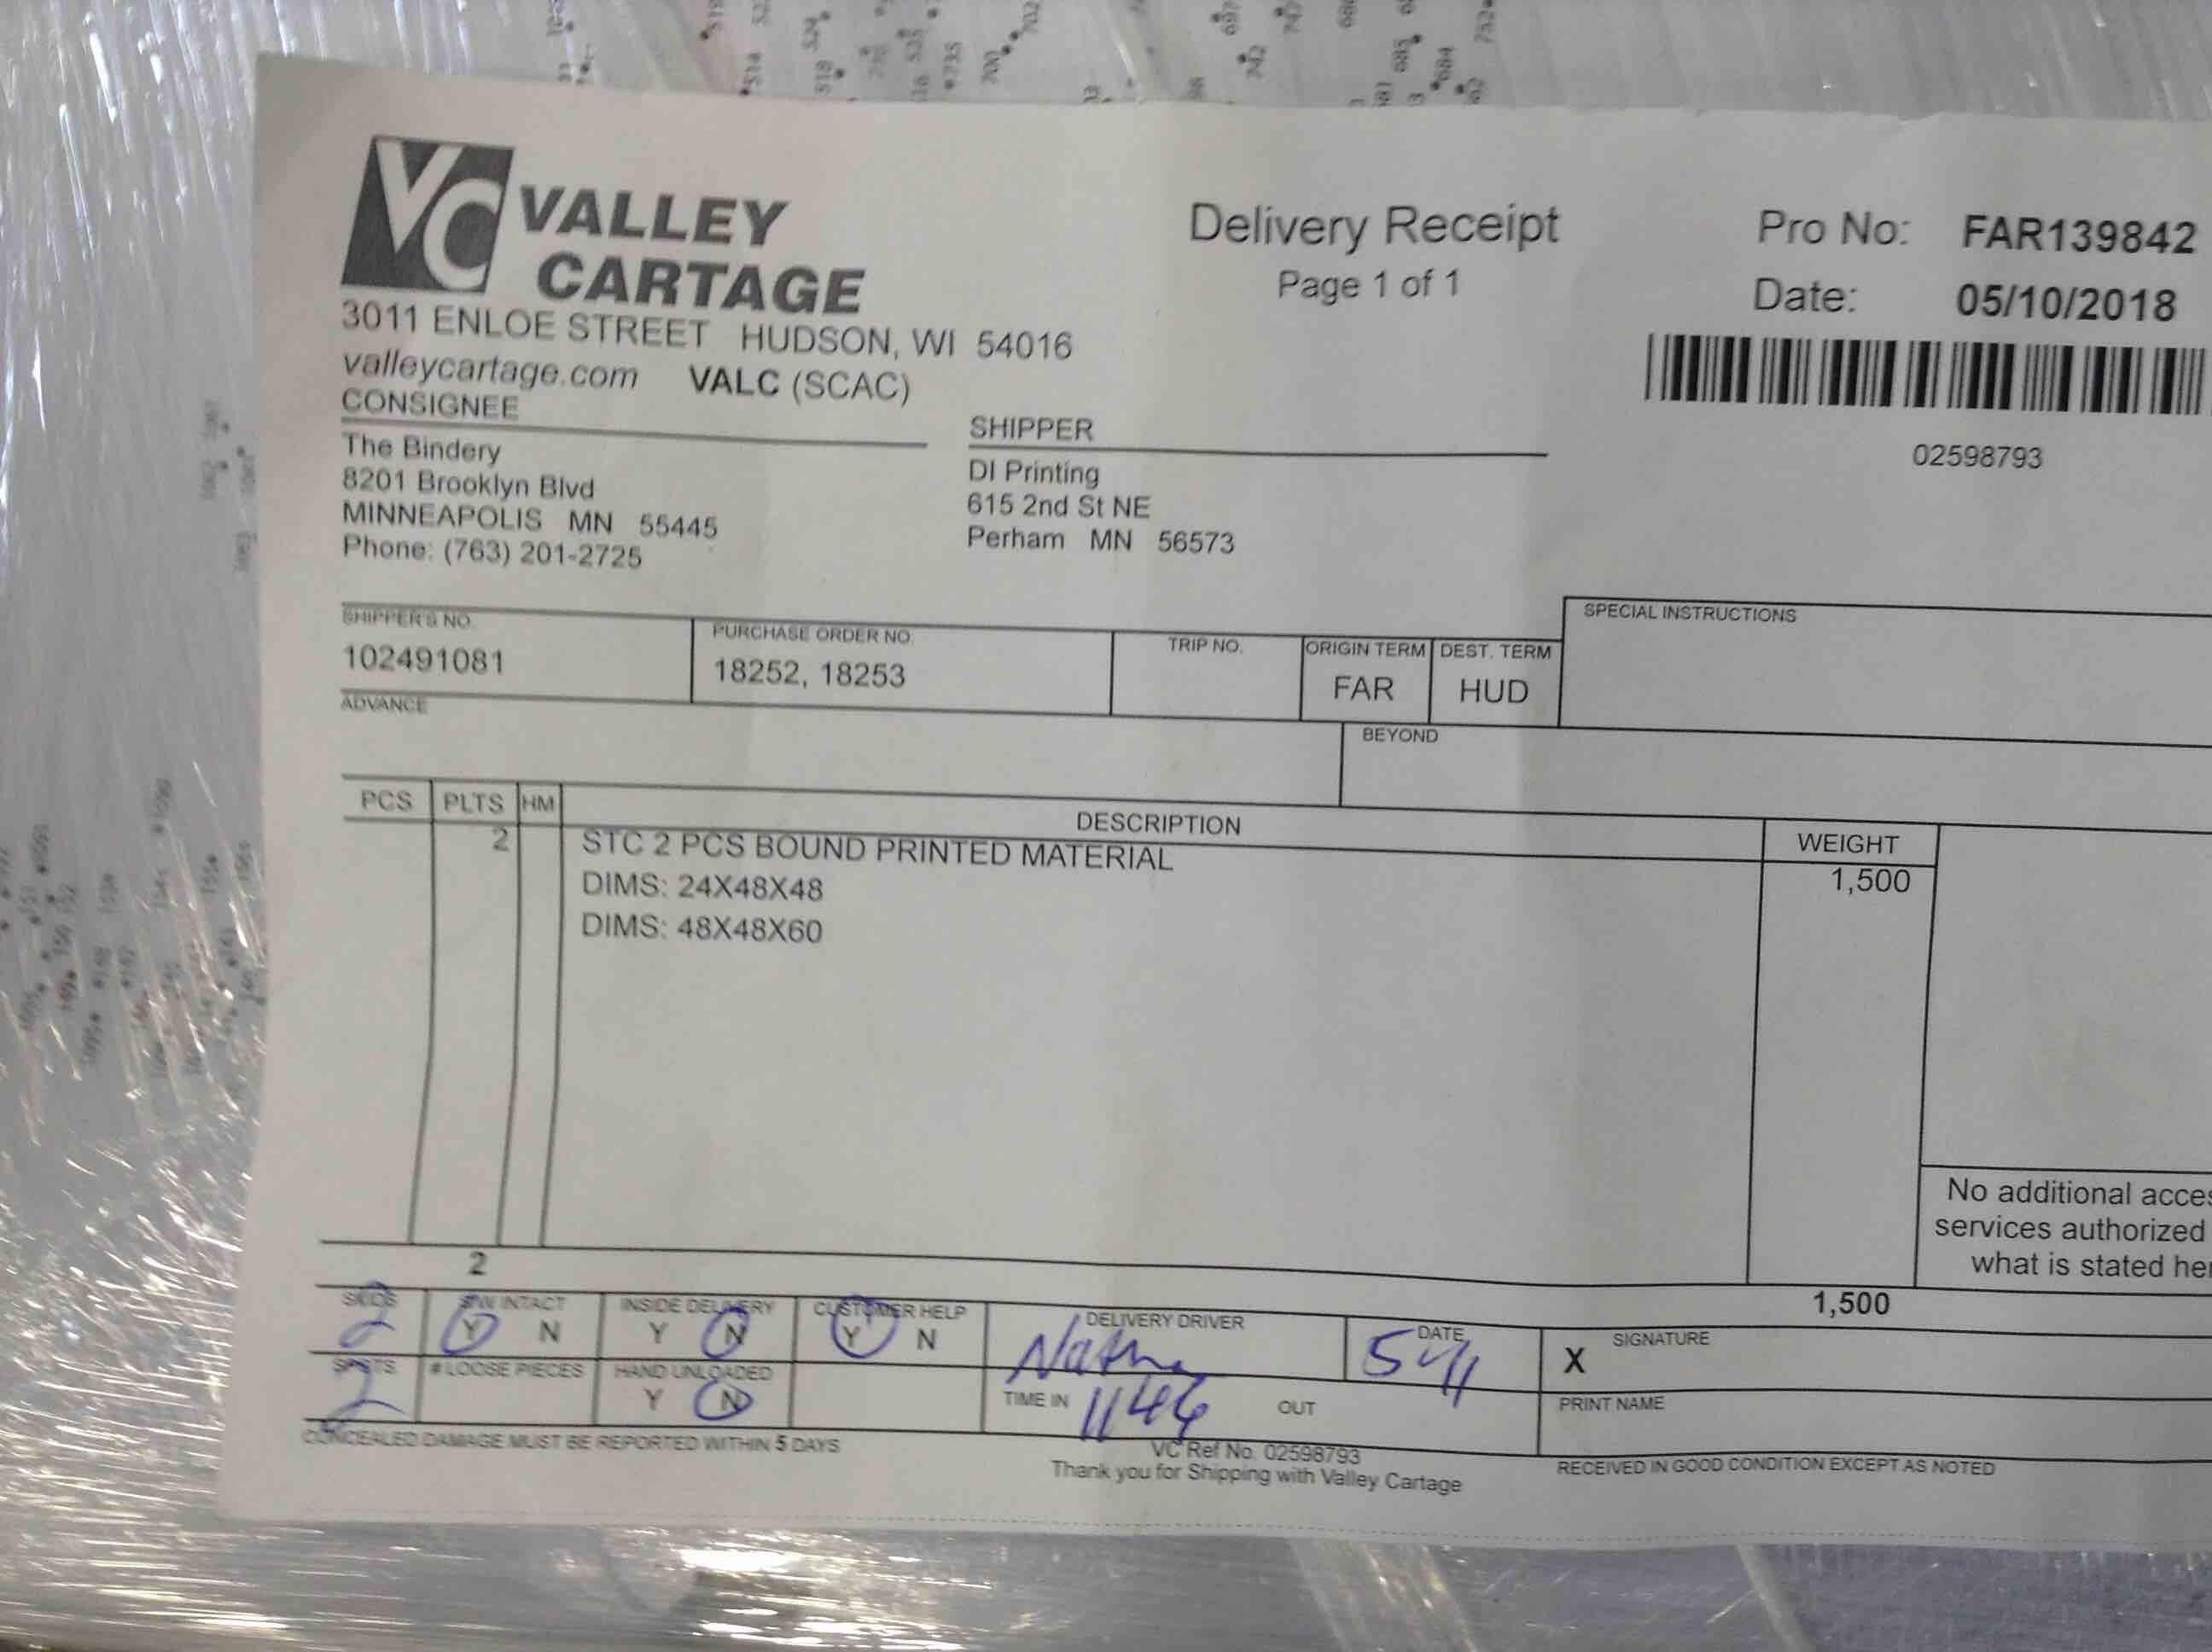 VC VALLEY
CARTAGE
3011 ENLOE STREET HUDSON, WI 54016
valleycartage.com VALC (SCAC)
Delivery Receipt
Page 1 of 1
Pro No: FAR139842
Date: 05/10/2018
02598793
CONSIGNEE
The Bindery
8201 Brooklyn Blvd
MINNEAPOLIS MN 55445
Phone: (763) 201-2725
SHIPPER
DI Printing
615 2nd St NE
Perham MN 56573
SHIPPER'S NO. PURCHASE ORDER NO. TRIP NO. ORIGIN TERM DEST. TERM SPECIAL INSTRUCTIONS
102491081 18252, 18253 FAR HUD
ADVANCE BEYOND
PCS PLTS HM DESCRIPTION WEIGHT
2 STC 2 PCS BOUND PRINTED MATERIAL 1,500
DIMS: 24X48X48
DIMS: 48X48X60
No additional
services authorized
what is stated
2 1,500
SKIDS S/W INTACT INSIDE DELIVERY CUSTOMER HELP DELIVERY DRIVER DATE SIGNATURE
2 Y N Y N Y N 5-11 X
SPOTS # LOOSE PIECES HAND UNLOADED TIME IN 1146 OUT PRINT NAME
2 Y N
CONCEALED DAMAGE MUST BE REPORTED WITHIN 5 DAYS
VC Ref No. 02598793
Thank you for Shipping with Valley Cartage
RECEIVED IN GOOD CONDITION EXCEPT AS NOTED